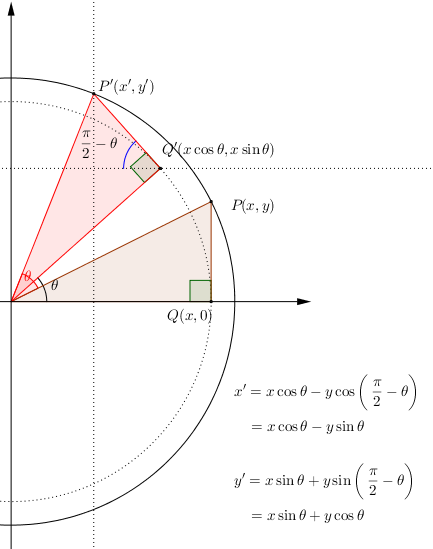 P′(x′, y′)
π/2 − θ
Q′(x cos θ, x sin θ)
P(x, y)
θ
θ
Q(x, 0)
x′ = x cos θ − y cos (π/2 − θ)
= x cos θ − y sin θ
y′ = x sin θ + y sin (π/2 − θ)
= x sin θ + y cos θ